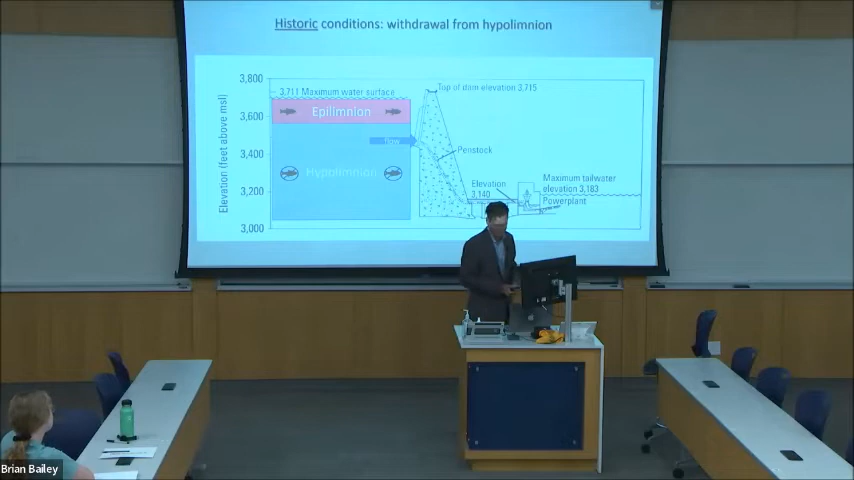 Historic conditions: withdrawal from hypolimnion
3,800
3,711 Maximum water surface
Top of dam elevation 3,715
Epilimnion
3,600
flow
3,400
Penstock
Hypolimnion
3,200
Elevation
3,140
Maximum tailwater
elevation 3,183
Powerplant
3,000
Elevation (feet above msl)
Brian Bailey